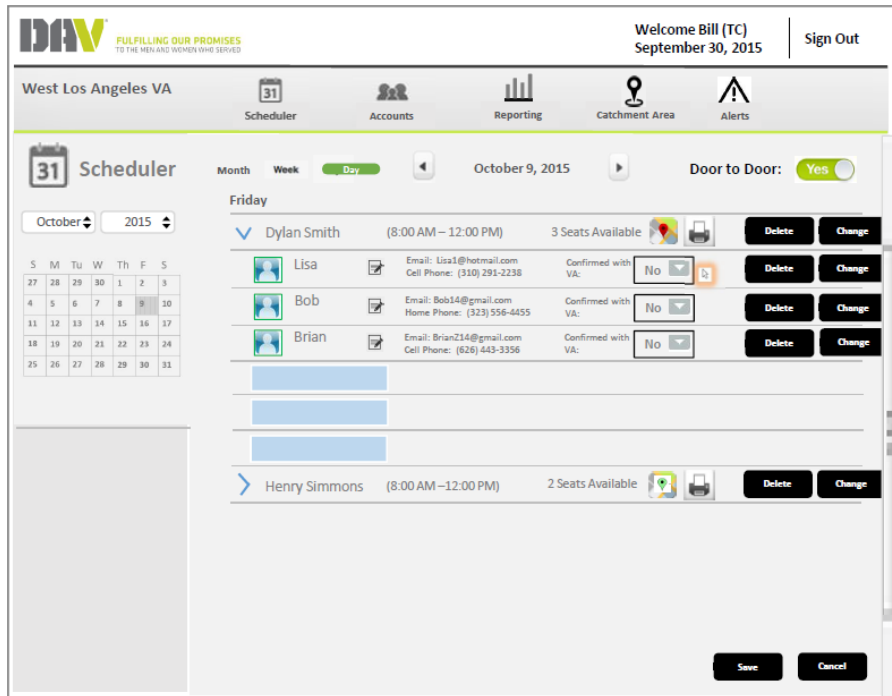 DAV FULFILLING OUR PROMISES
TO THE MEN AND WOMEN WHO SERVED
Welcome Bill (TC)
September 30, 2015
Sign Out
West Los Angeles VA
31
Scheduler
Accounts
Reporting
Catchment Area
Alerts
31 Scheduler
Month Week Day October 9, 2015 Door to Door: Yes
Friday
October 2015
S M Tu W Th F S
27 28 29 30 1 2 3
4 5 6 7 8 9 10
11 12 13 14 15 16 17
18 19 20 21 22 23 24
25 26 27 28 29 30 31
Dylan Smith (8:00 AM – 12:00 PM) 3 Seats Available Delete Change
Lisa Email: Lisa1@hotmail.com
Cell Phone: (310) 291-2238
Confirmed with
VA:
No Delete Change
Bob Email: Bob14@gmail.com
Home Phone: (323) 556-4455
Confirmed with
VA:
No Delete Change
Brian Email: BrianZ14@gmail.com
Cell Phone: (626) 443-3356
Confirmed with
VA:
No Delete Change
Henry Simmons (8:00 AM –12:00 PM) 2 Seats Available Delete Change
Save Cancel